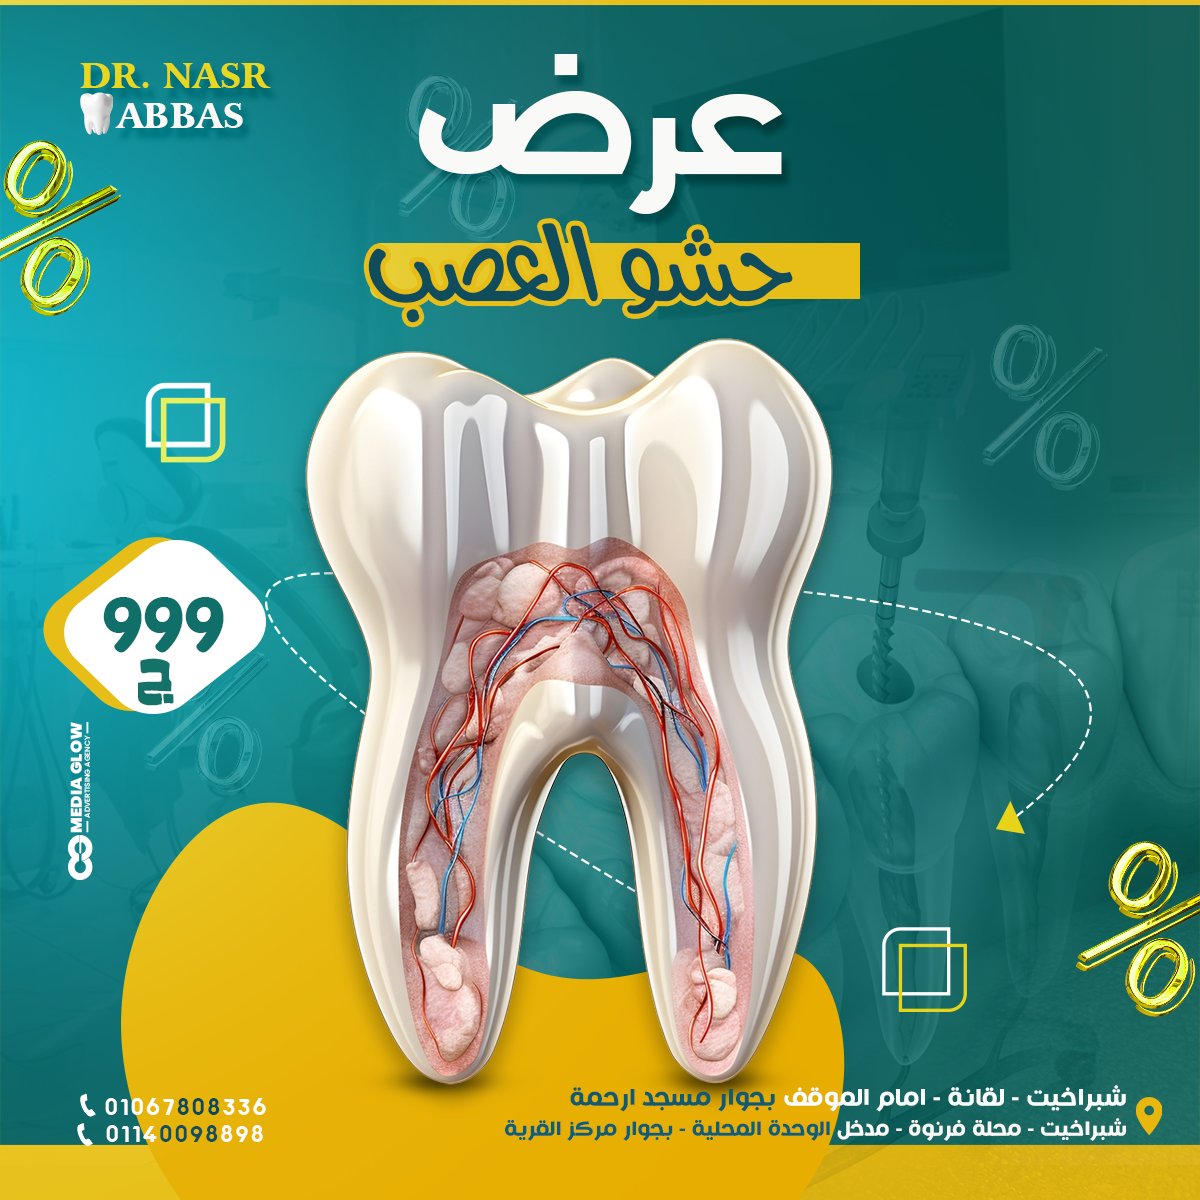 DR. NASR
ABBAS
عرض
حشو العصب
999
ج
MEDIA GLOW
ADVERTISING AGENCY
01067808336
01140098898
شبراخيت - لقانة - امام الموقف بجوار مسجد ارحمة
شبراخيت - محلة فرنوة - مدخل الوحدة المحلية - بجوار مركز القرية